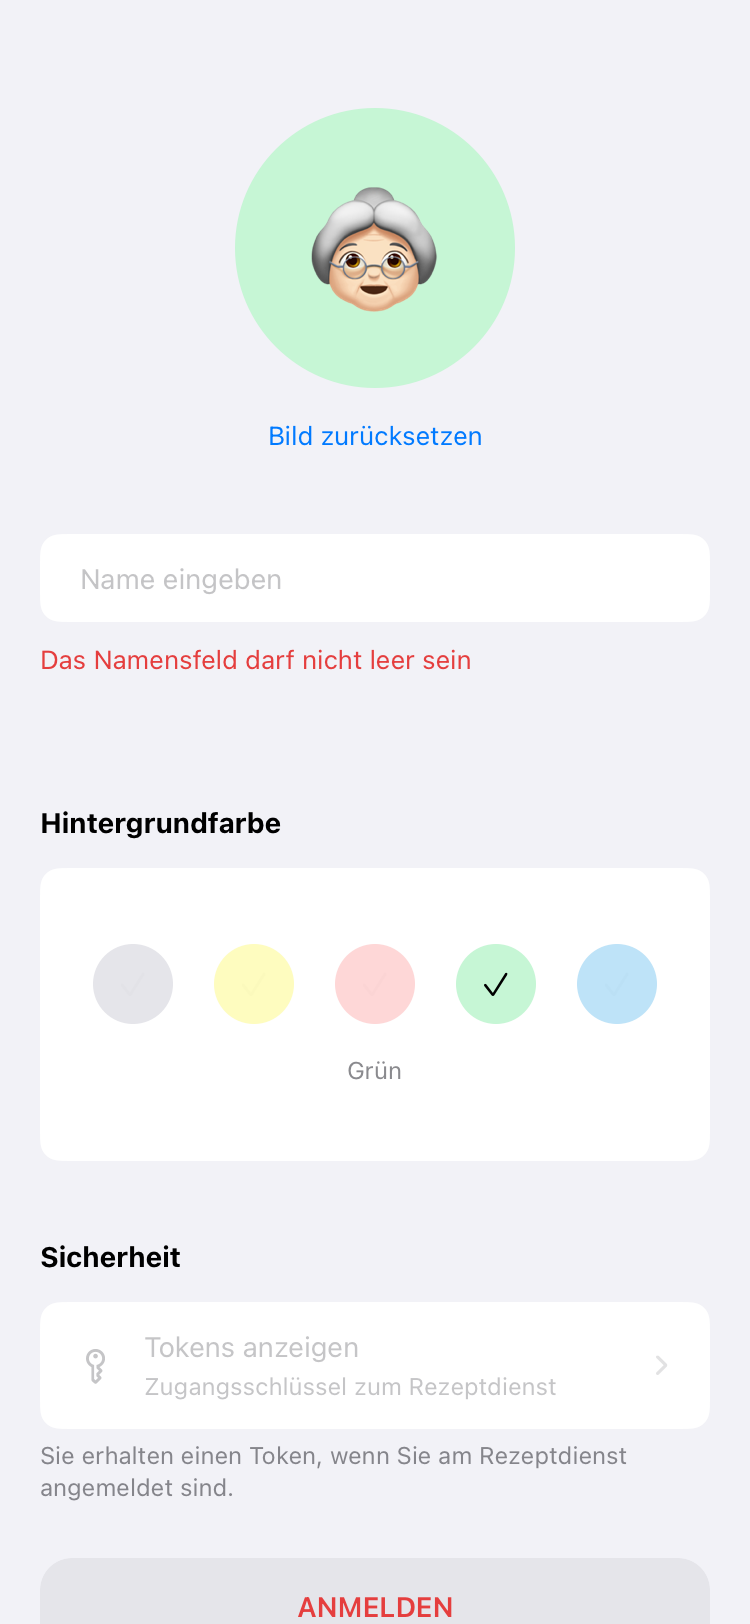 Bild zurücksetzen
Name eingeben
Das Namensfeld darf nicht leer sein
Hintergrundfarbe
Grün
Sicherheit
Tokens anzeigen
Zugangsschlüssel zum Rezeptdienst
Sie erhalten einen Token, wenn Sie am Rezeptdienst
angemeldet sind.
ANMELDEN